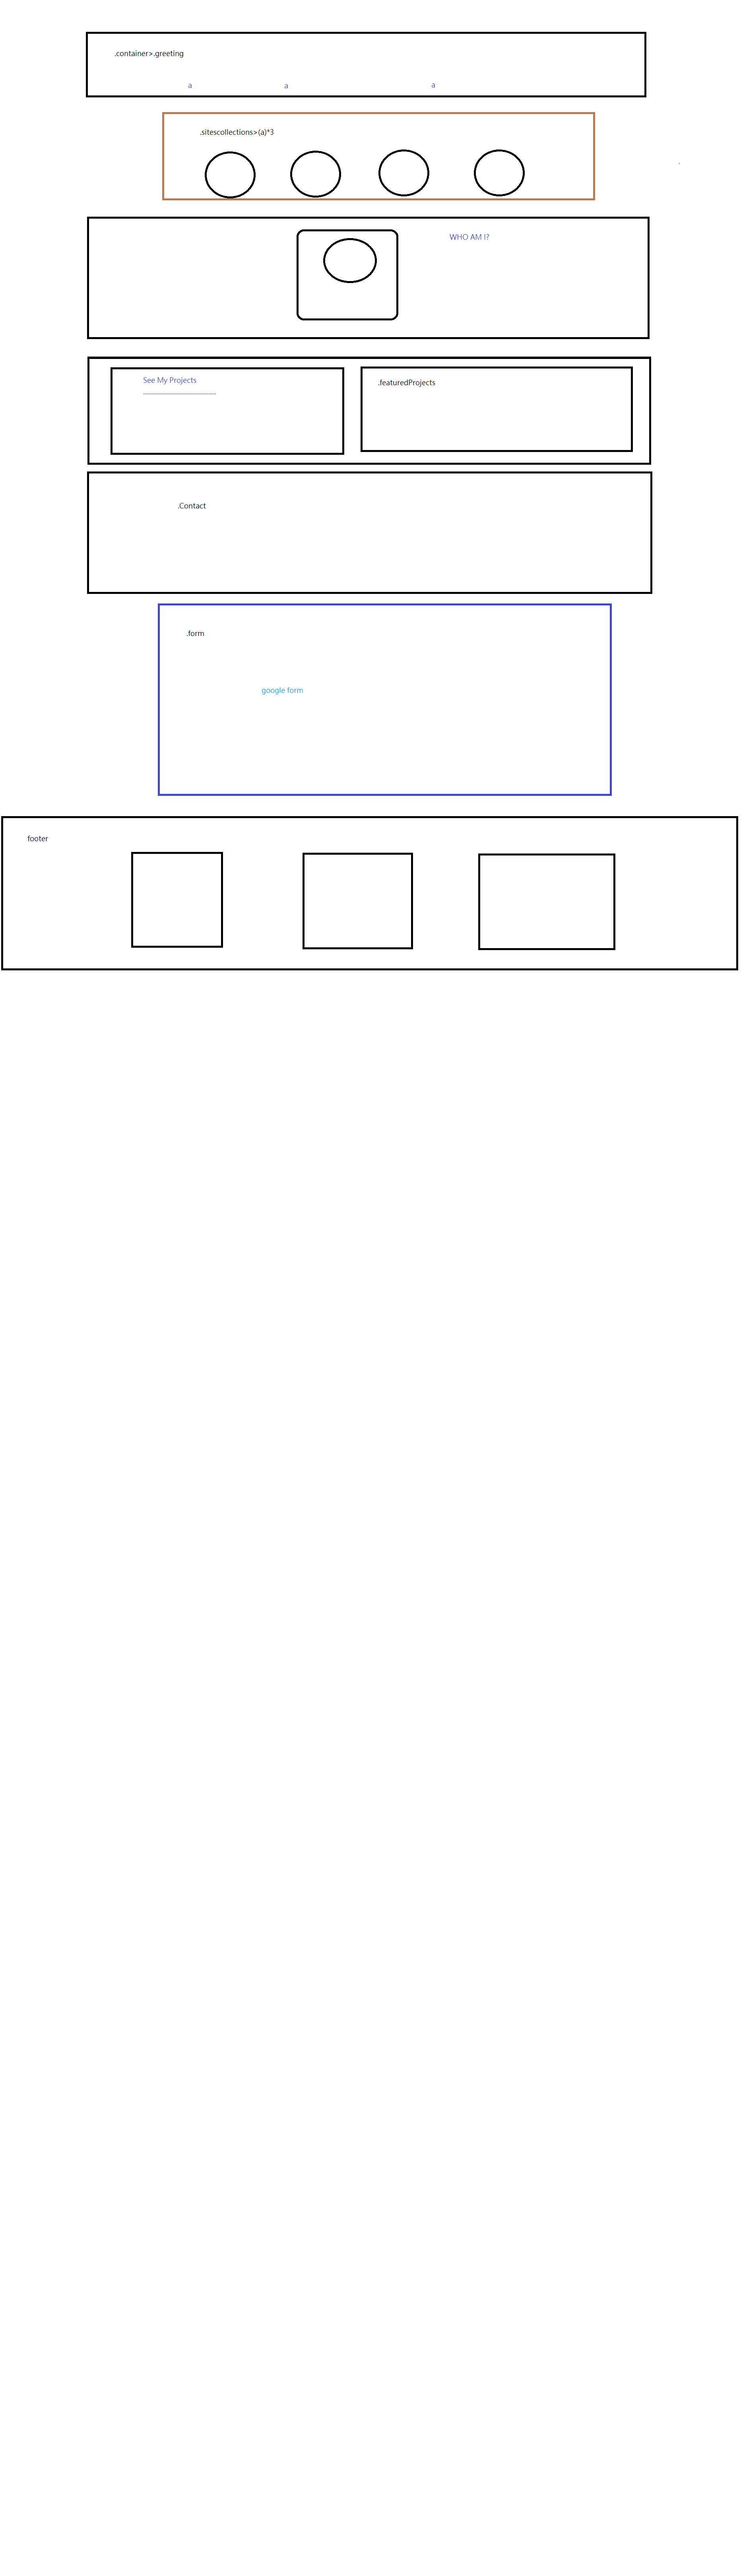 .container>.greeting
a a a
.sitescollections>(a)*3
WHO AM I?
See My Projects
------------------------------
.featuredProjects
.Contact
.form
google form
footer